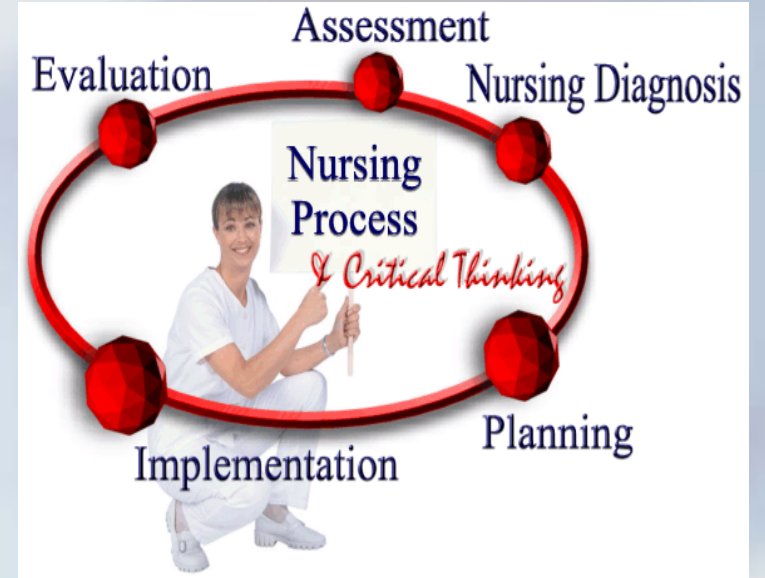 Assessment
Evaluation
Nursing Diagnosis
Nursing
Process
& Critical Thinking
Planning
Implementation